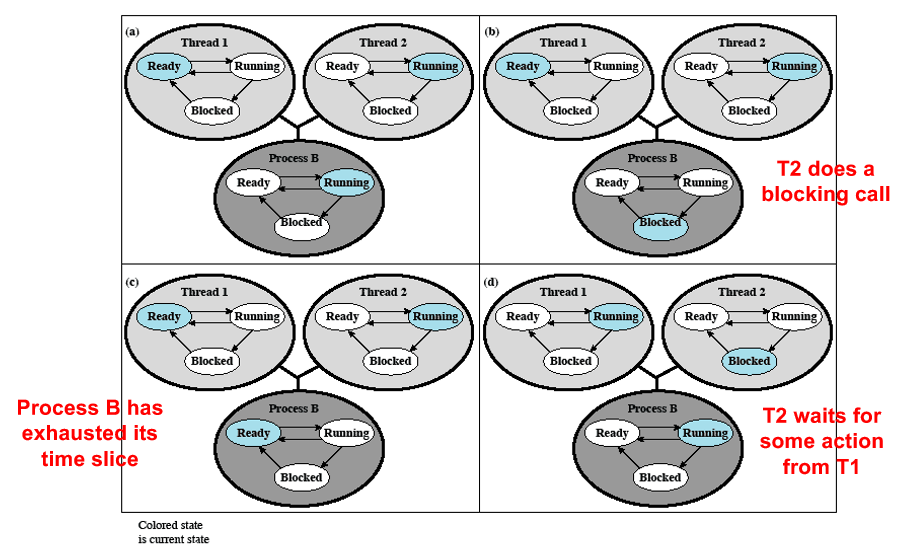 (a)
Thread 1
Ready
Running
Blocked
Thread 2
Ready
Running
Blocked
Process B
Ready
Running
Blocked
(b)
Thread 1
Ready
Running
Blocked
Thread 2
Ready
Running
Blocked
Process B
Ready
Running
Blocked
T2 does a
blocking call
(c)
Thread 1
Ready
Running
Blocked
Thread 2
Ready
Running
Blocked
Process B
Ready
Running
Blocked
Process B has
exhausted its
time slice
(d)
Thread 1
Ready
Running
Blocked
Thread 2
Ready
Running
Blocked
Process B
Ready
Running
Blocked
T2 waits for
some action
from T1
Colored state
is current state